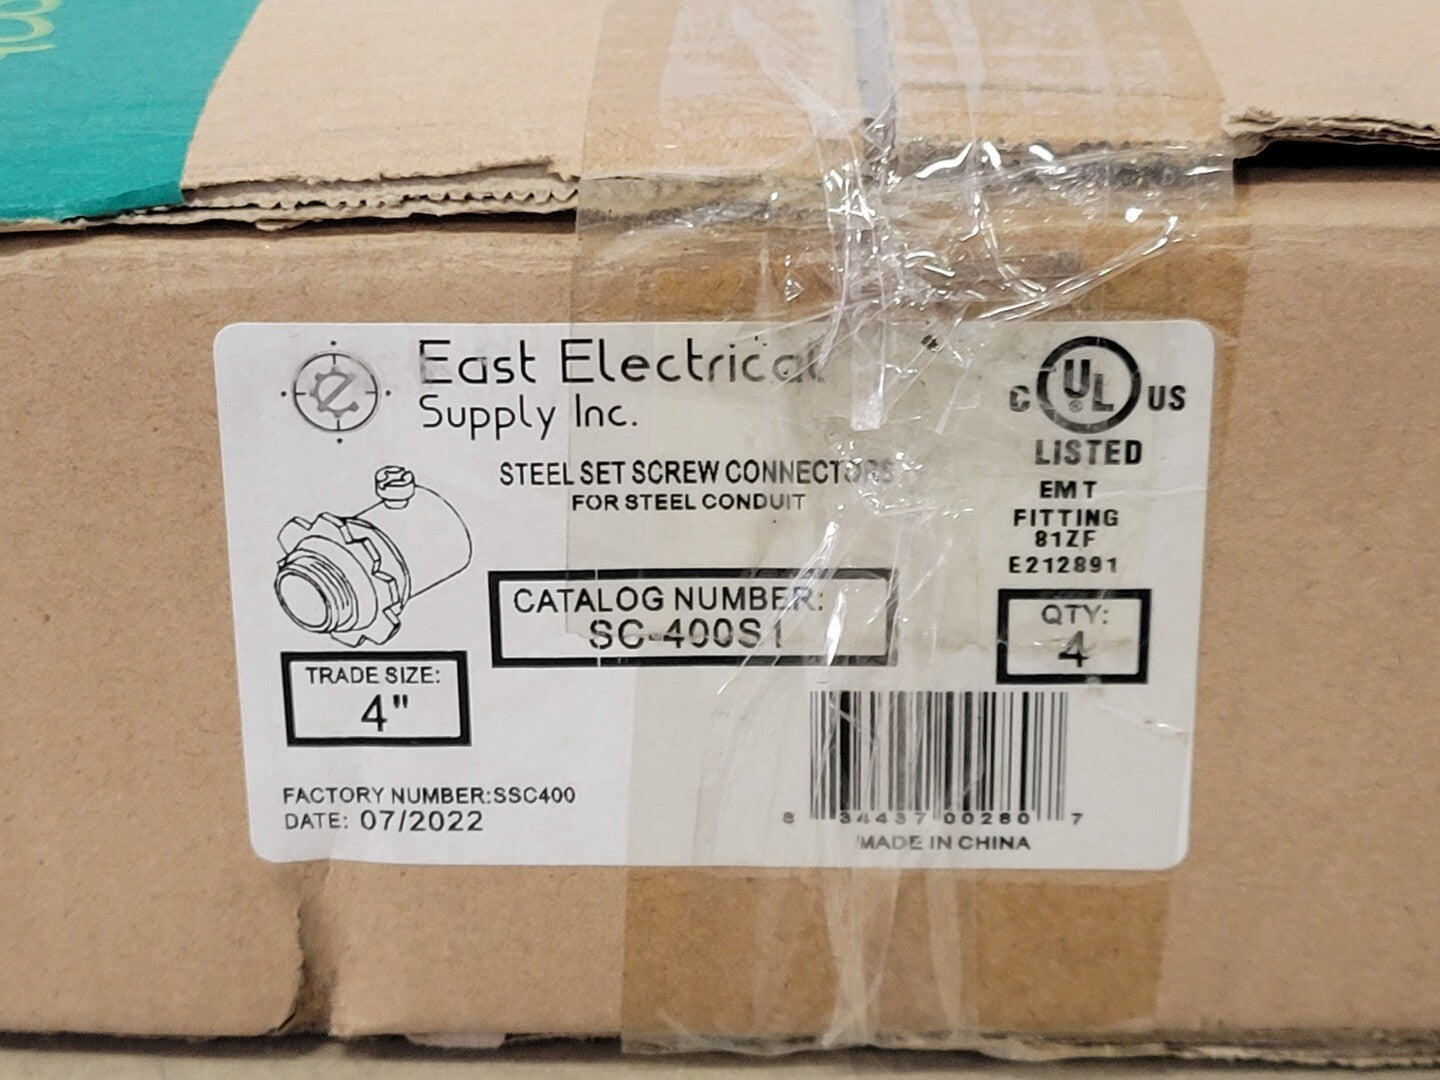 East Electrical
Supply Inc.
STEEL SET SCREW CONNECTORS
FOR STEEL CONDUIT
C UL ® US
LISTED
EMT
FITTING
81ZF
E212891
CATALOG NUMBER:
SC-400S1
QTY:
4
TRADE SIZE:
4"
FACTORY NUMBER:SSC400
DATE: 07/2022
8 34437 00280 7
MADE IN CHINA